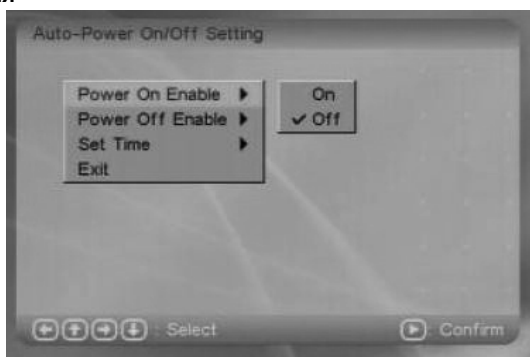 Auto-Power On/Off Setting
Power On Enable
On
Power Off Enable
✓ Off
Set Time
Exit
: Select
: Confirm